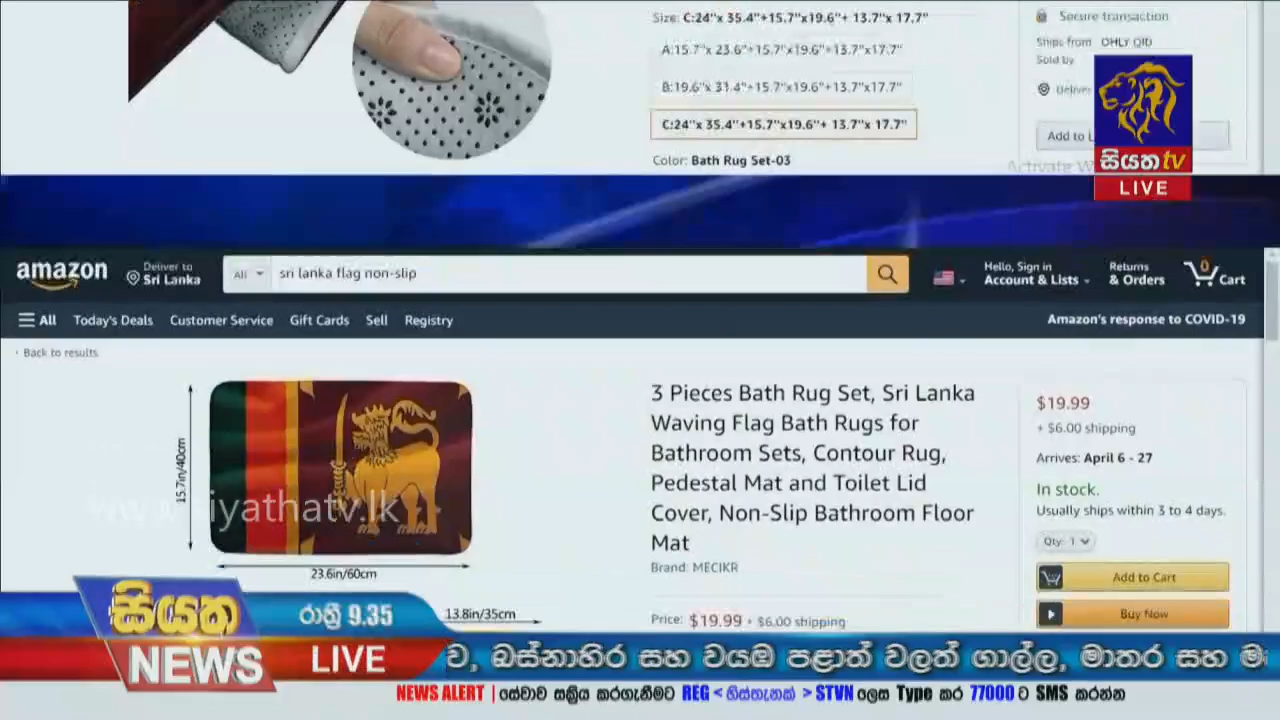 Size: C:24"x 35.4"+15.7"x19.6"+ 13.7"x 17.7"
A:15.7"x 23.6"+15.7"x19.6"+13.7"x17.7"
B:19.6"x 31.4"+15.7"x19.6"+13.7"x17.7"
C:24"x 35.4"+15.7"x19.6"+ 13.7"x 17.7"
Color: Bath Rug Set-03
Secure transaction
Ships from OHLY QID
Sold by
Deliver
Add to L
Activate W
සියත tv
LIVE
amazon
Deliver to
Sri Lanka
All
sri lanka flag non-slip
Hello, Sign in
Account & Lists
Returns
& Orders
0
Cart
All Today's Deals Customer Service Gift Cards Sell Registry
Amazon's response to COVID-19
Back to results
15.7in/40cm
23.6in/60cm
13.8in/35cm
www.siyathatv.lk
3 Pieces Bath Rug Set, Sri Lanka
Waving Flag Bath Rugs for
Bathroom Sets, Contour Rug,
Pedestal Mat and Toilet Lid
Cover, Non-Slip Bathroom Floor
Mat
Brand: MECIKR
Price: $19.99 + $6.00 shipping
$19.99
+ $6.00 shipping
Arrives: April 6 - 27
In stock.
Usually ships within 3 to 4 days.
Qty: 1
Add to Cart
Buy Now
සියත
NEWS
රාත්‍රී 9.35
LIVE
ව, බස්නාහිර සහ වයඹ පළාත් වලත් ගාල්ල, මාතර සහ ම
NEWS ALERT | සේවාව සක්‍රිය කරගැනීමට REG < හිස්තැනක් > STVN ලෙස Type කර 77000 ට SMS කරන්න